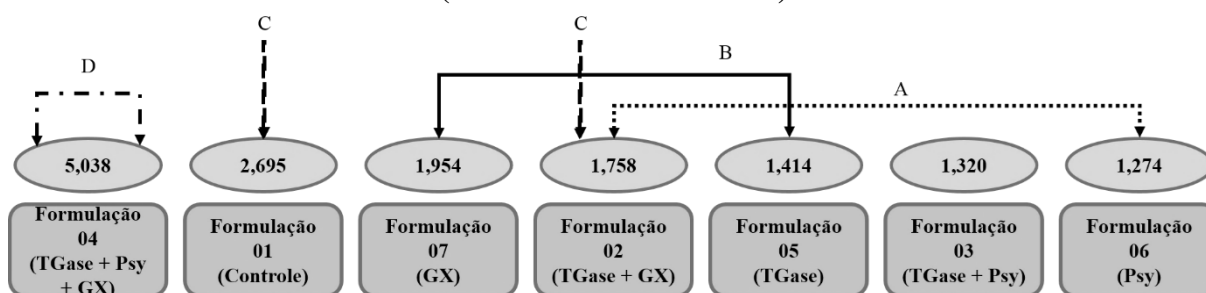 C
C
B
D
A
5,038
2,695
1,954
1,758
1,414
1,320
1,274
Formulação
04
(TGase + Psy
+ GX)
Formulação
01
(Controle)
Formulação
07
(GX)
Formulação
02
(TGase + GX)
Formulação
05
(TGase)
Formulação
03
(TGase + Psy)
Formulação
06
(Psy)